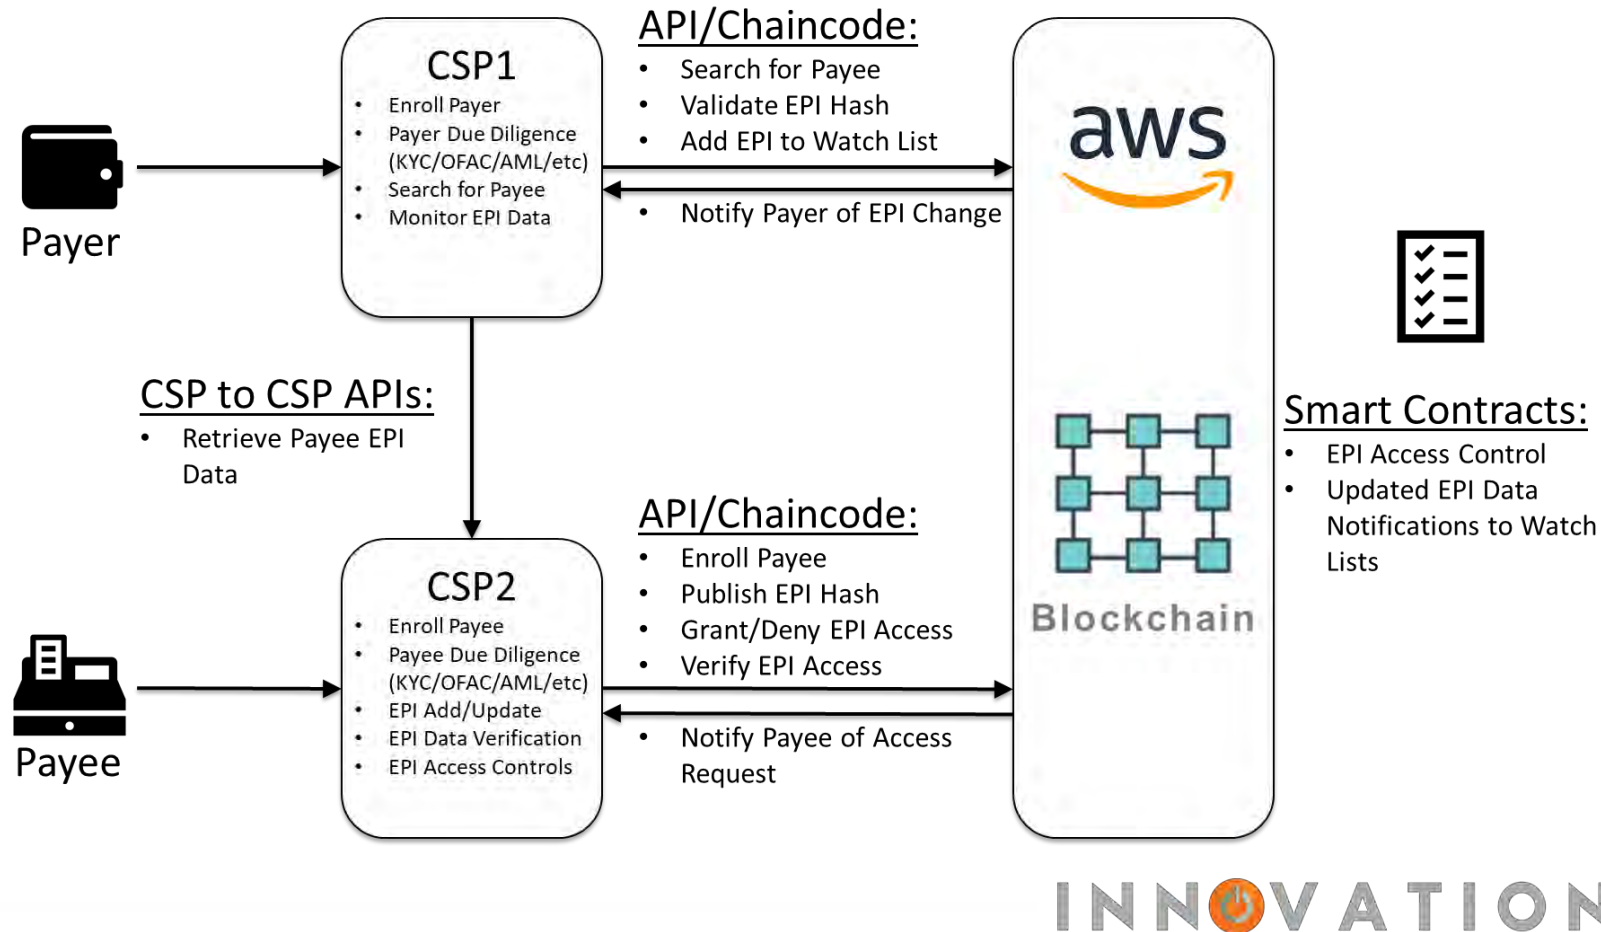 Payer
CSP1
• Enroll Payer
• Payer Due Diligence
(KYC/OFAC/AML/etc)
• Search for Payee
• Monitor EPI Data
API/Chaincode:
• Search for Payee
• Validate EPI Hash
• Add EPI to Watch List
• Notify Payer of EPI Change
aws
Blockchain
Smart Contracts:
• EPI Access Control
• Updated EPI Data
Notifications to Watch
Lists
CSP to CSP APIs:
• Retrieve Payee EPI
Data
Payee
CSP2
• Enroll Payee
• Payee Due Diligence
(KYC/OFAC/AML/etc)
• EPI Add/Update
• EPI Data Verification
• EPI Access Controls
API/Chaincode:
• Enroll Payee
• Publish EPI Hash
• Grant/Deny EPI Access
• Verify EPI Access
• Notify Payee of Access
Request
INNOVATION